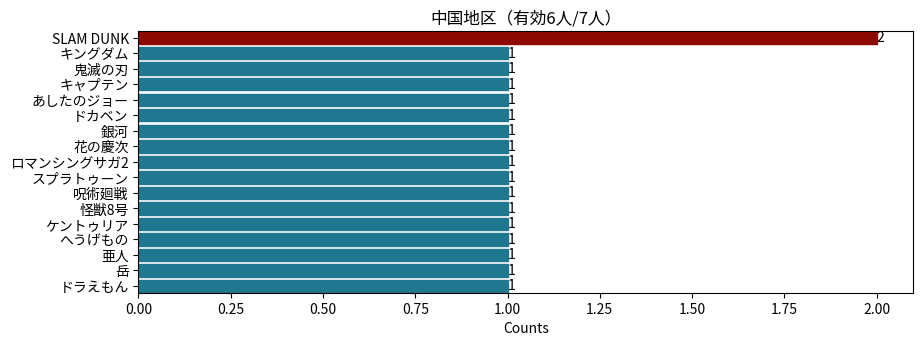 中国地区（有効6人/7人）
SLAM DUNK 2
キングダム 1
鬼滅の刃 1
キャプテン 1
あしたのジョー 1
ドカベン 1
銀河 1
花の慶次 1
ロマンシングサガ2 1
スプラトゥーン 1
呪術廻戦 1
怪獣8号 1
ケントゥリア 1
へうげもの 1
亜人 1
岳 1
ドラえもん 1
0.00 0.25 0.50 0.75 1.00 1.25 1.50 1.75 2.00
Counts